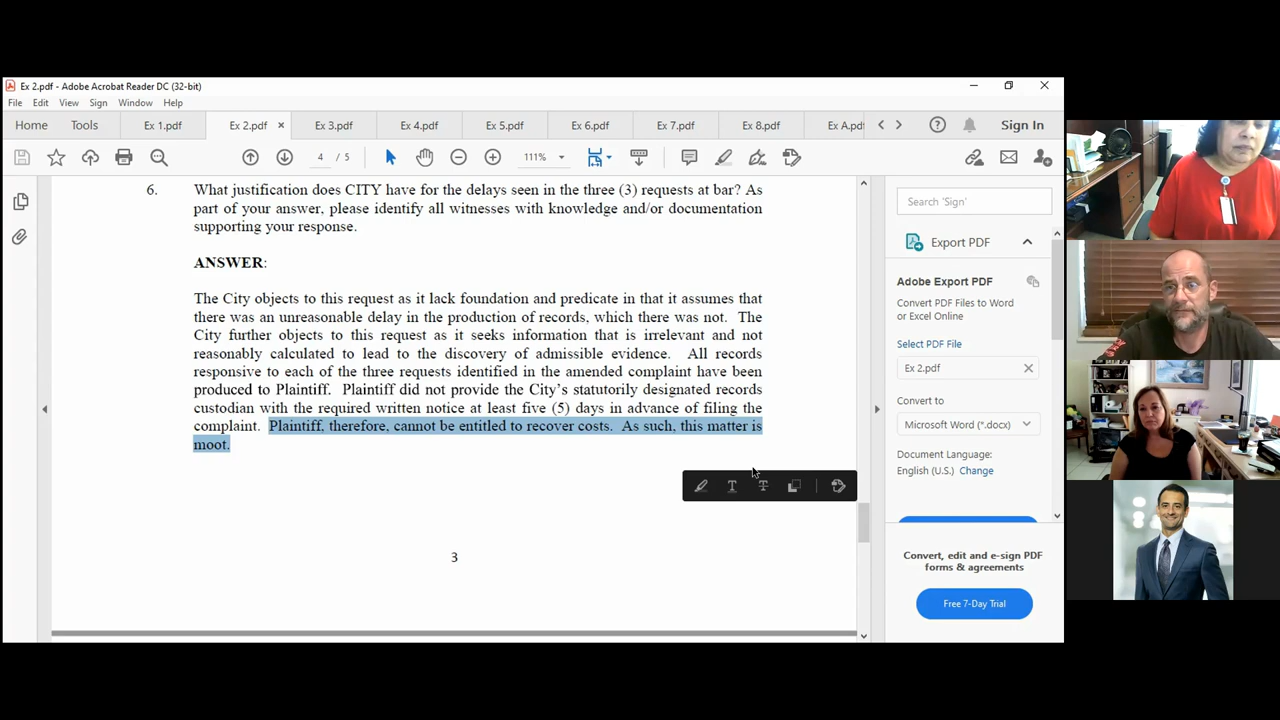 Ex 2.pdf - Adobe Acrobat Reader DC (32-bit)
File Edit View Sign Window Help
Home Tools Ex 1.pdf Ex 2.pdf Ex 3.pdf Ex 4.pdf Ex 5.pdf Ex 6.pdf Ex 7.pdf Ex 8.pdf Ex A.pd Sign In
4 / 5 111%
6. What justification does CITY have for the delays seen in the three (3) requests at bar? As
part of your answer, please identify all witnesses with knowledge and/or documentation
supporting your response.
ANSWER:
The City objects to this request as it lack foundation and predicate in that it assumes that
there was an unreasonable delay in the production of records, which there was not. The
City further objects to this request as it seeks information that is irrelevant and not
reasonably calculated to lead to the discovery of admissible evidence. All records
responsive to each of the three requests identified in the amended complaint have been
produced to Plaintiff. Plaintiff did not provide the City's statutorily designated records
custodian with the required written notice at least five (5) days in advance of filing the
complaint. Plaintiff, therefore, cannot be entitled to recover costs. As such, this matter is
moot.
3
Search 'Sign'
Export PDF
Adobe Export PDF
Convert PDF Files to Word
or Excel Online
Select PDF File
Ex 2.pdf
Convert to
Microsoft Word (*.docx)
Document Language:
English (U.S.) Change
Convert, edit and e-sign PDF
forms & agreements
Free 7-Day Trial